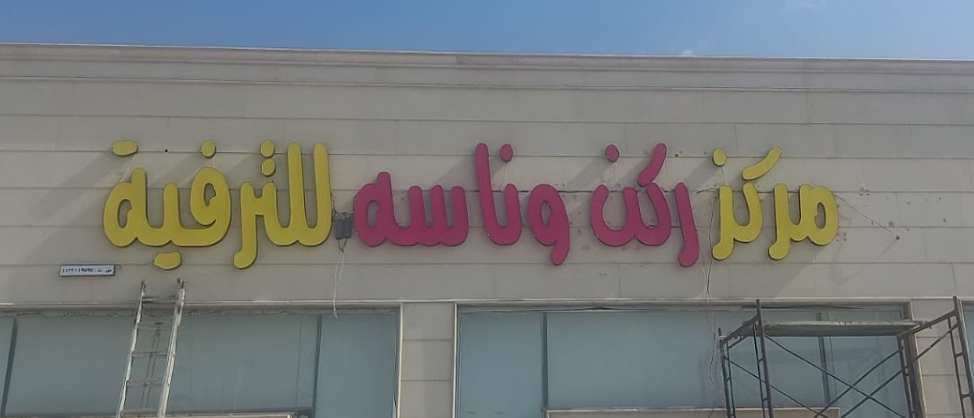 مركز ركن وناسه للترفية